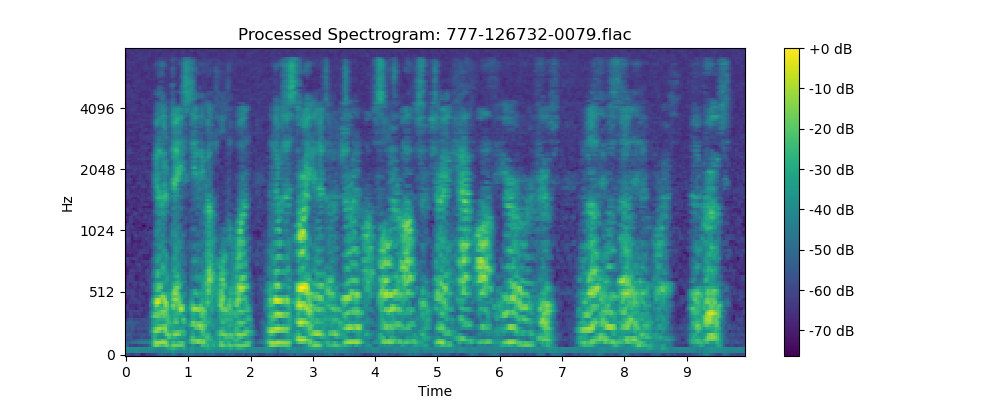 Processed Spectrogram: 777-126732-0079.flac
Hz
4096
2048
1024
512
0
0 1 2 3 4 5 6 7 8 9
Time
+0 dB
-10 dB
-20 dB
-30 dB
-40 dB
-50 dB
-60 dB
-70 dB